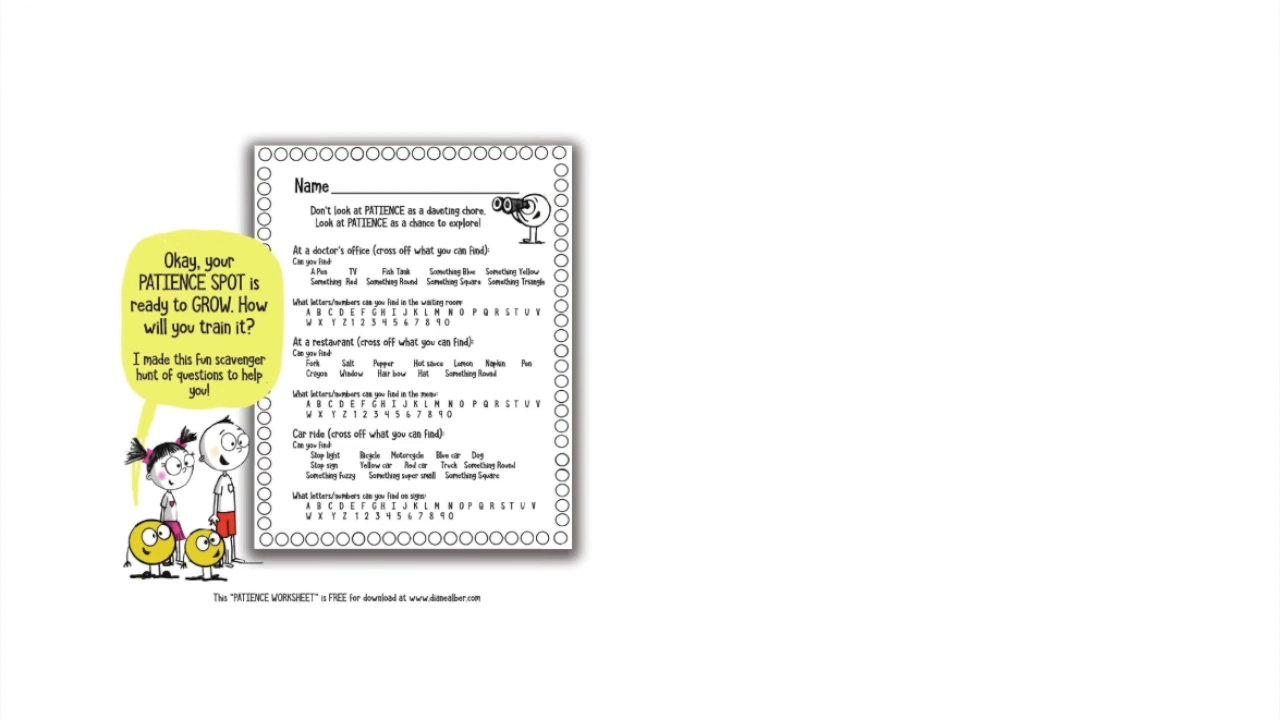 Okay, your
PATIENCE SPOT is
ready to GROW. How
will you train it?
I made this fun scavenger
hunt of questions to help
you!
Name
Don't look at PATIENCE as a daunting chore,
Look at PATIENCE as a chance to explore!
At a doctor's office (cross off what you can find):
Can you find:
A Pen TV Fish Tank Something Blue Something Yellow
Something Red Something Round Something Square Something Triangle
What letters/numbers can you find in the waiting room:
A B C D E F G H I J K L M N O P Q R S T U V
W X Y Z 1 2 3 4 5 6 7 8 9 0
At a restaurant (cross off what you can find):
Can you find:
Fork Salt Pepper Hot sauce Lemon Napkin Pen
Crayon Window Hair bow Hat Something Round
What letters/numbers can you find in the menu:
A B C D E F G H I J K L M N O P Q R S T U V
W X Y Z 1 2 3 4 5 6 7 8 9 0
Car ride (cross off what you can find):
Can you find:
Stop light Bicycle Motorcycle Blue car Dog
Stop sign Yellow car Red car Truck Something Round
Something Fuzzy Something super small Something Square
What letters/numbers can you find on signs:
A B C D E F G H I J K L M N O P Q R S T U V
W X Y Z 1 2 3 4 5 6 7 8 9 0
This "PATIENCE WORKSHEET" is FREE for download at www.dianealber.com